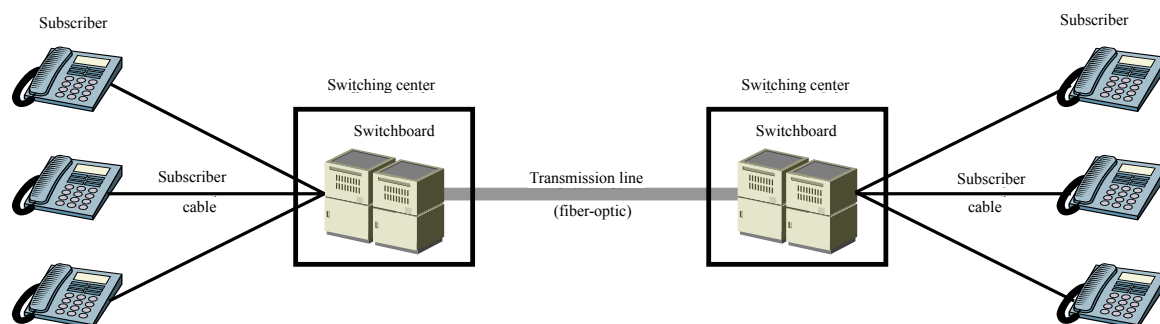 Subscriber
Subscriber
Switching center
Switching center
Switchboard
Switchboard
Subscriber
cable
Transmission line
(fiber-optic)
Subscriber
cable